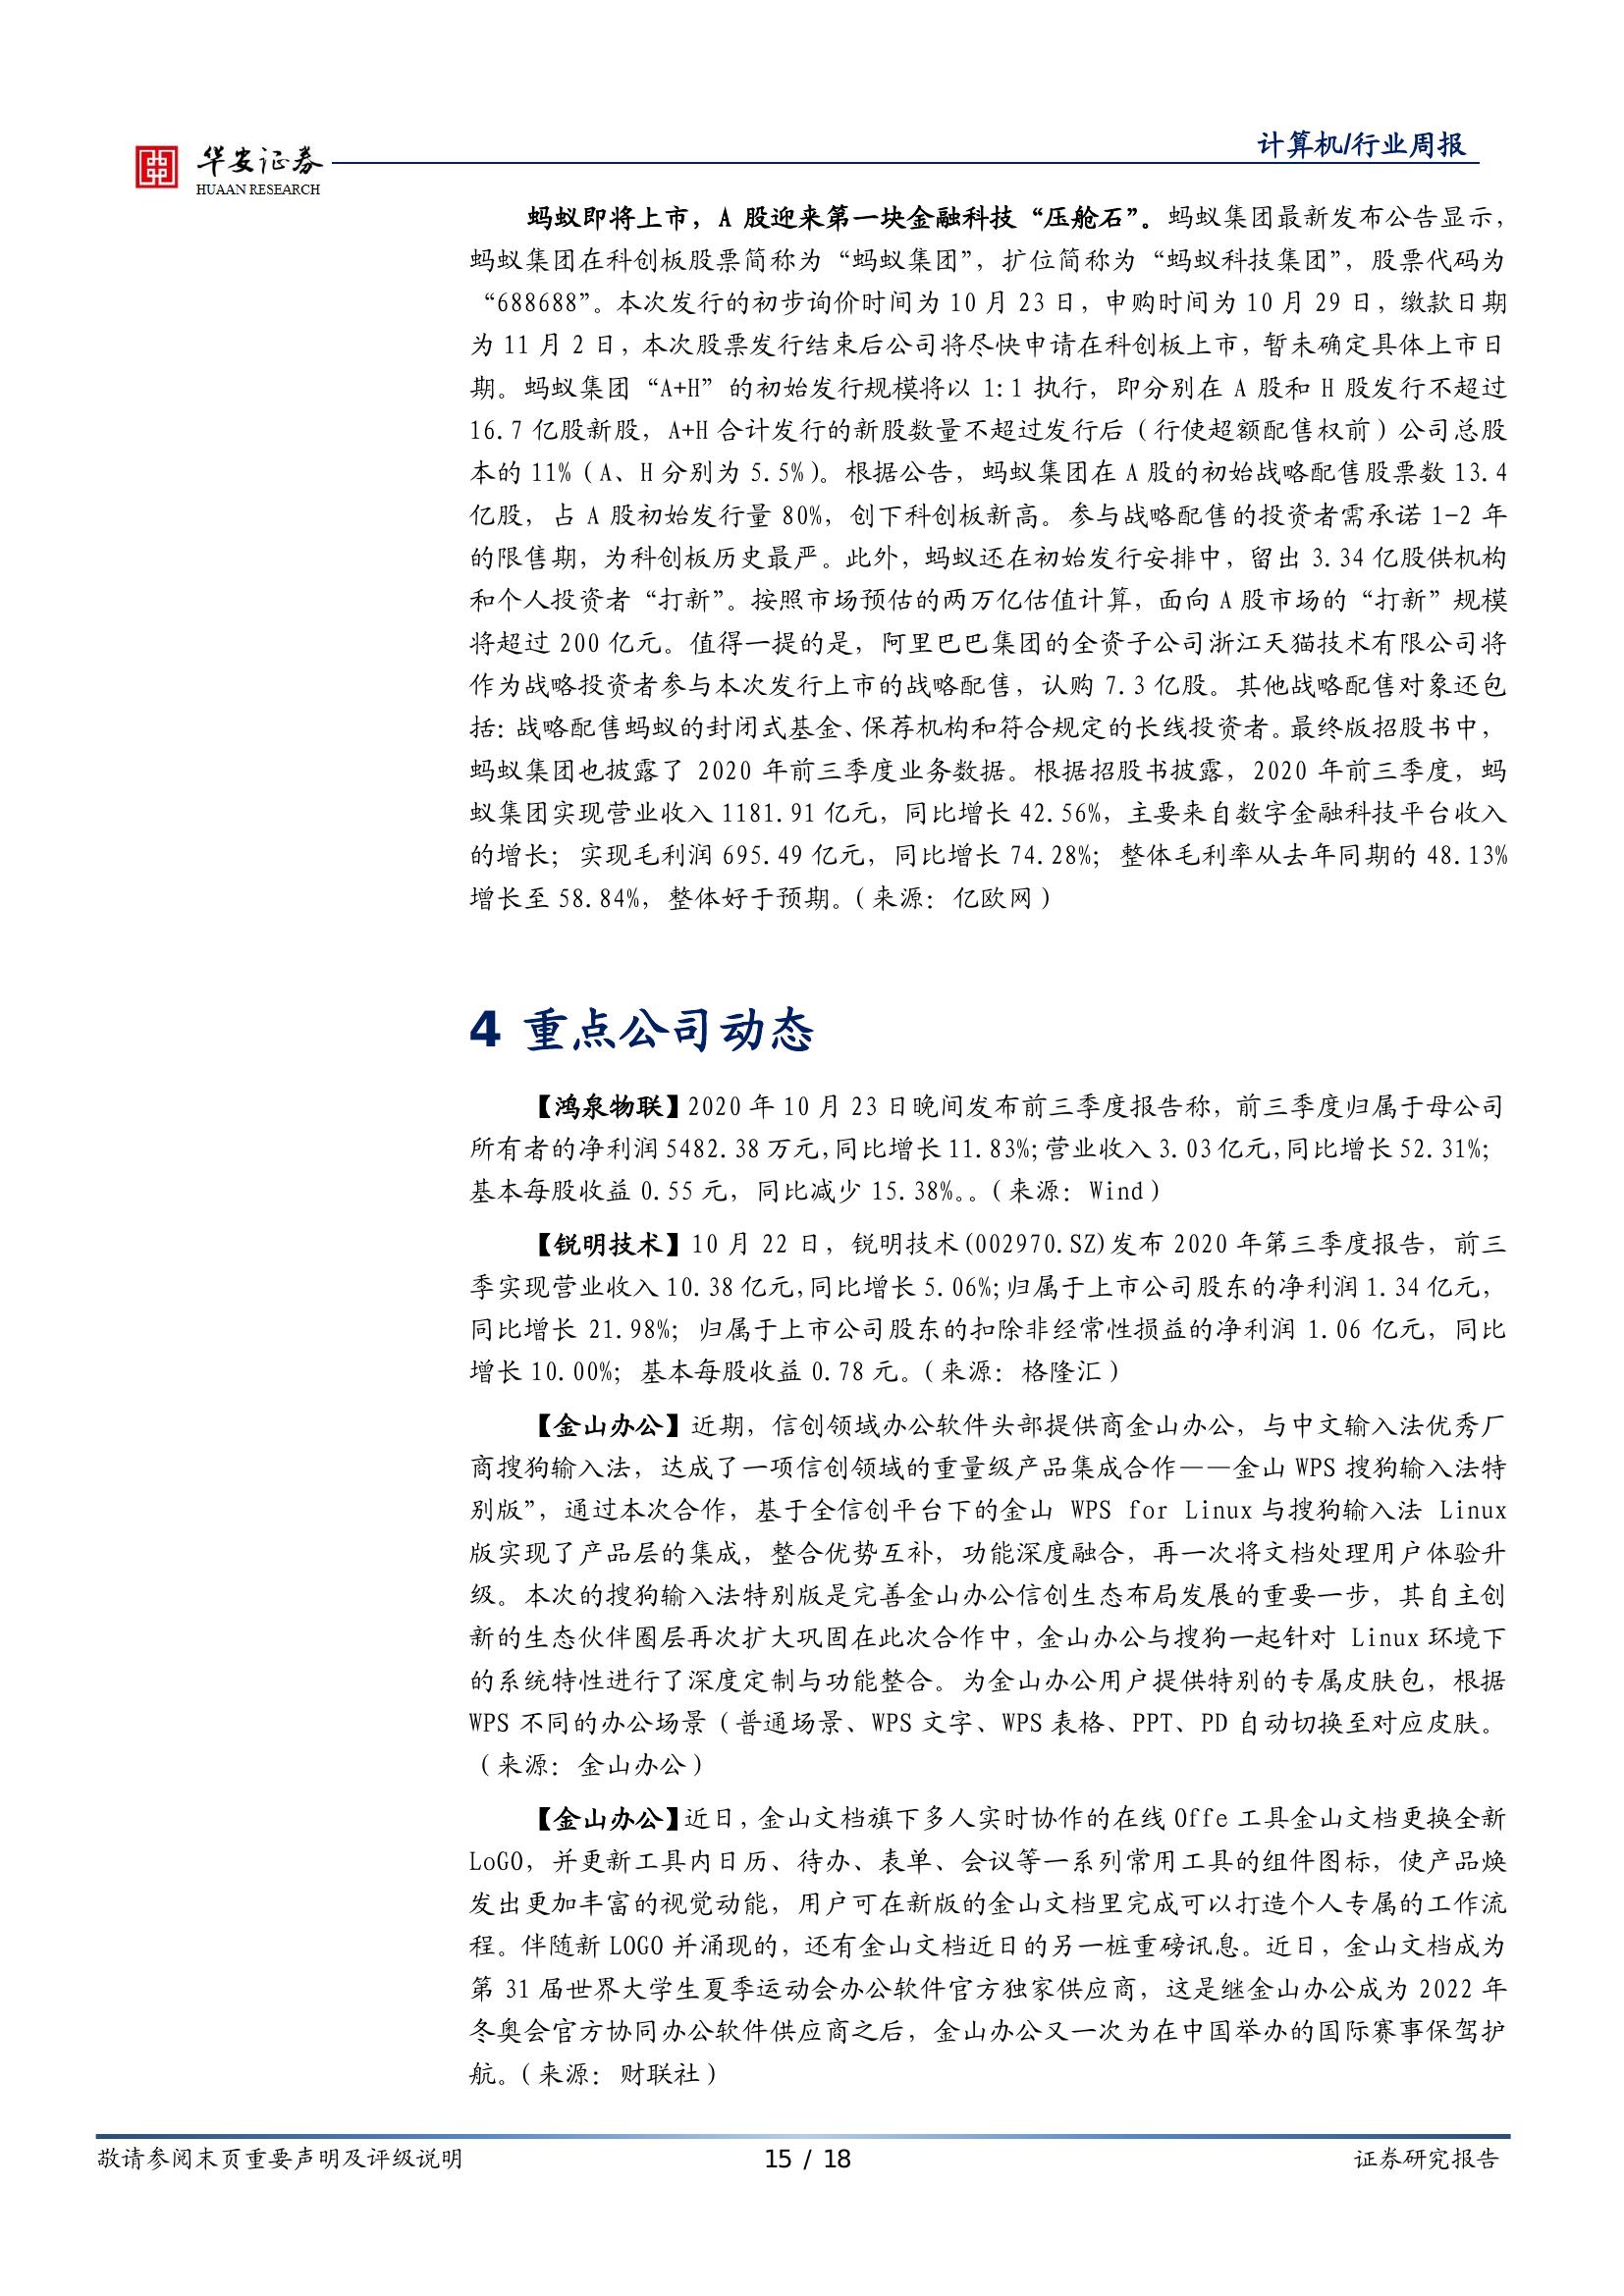 华安证券
HUAAN RESEARCH
计算机/行业周报
蚂蚁即将上市，A 股迎来第一块金融科技“压舱石”。蚂蚁集团最新发布公告显示，
蚂蚁集团在科创板股票简称为“蚂蚁集团”，扩位简称为“蚂蚁科技集团”，股票代码为
“688688”。本次发行的初步询价时间为 10 月 23 日，申购时间为 10 月 29 日，缴款日期
为 11 月 2 日，本次股票发行结束后公司将尽快申请在科创板上市，暂未确定具体上市日
期。蚂蚁集团“A+H”的初始发行规模将以 1:1 执行，即分别在 A 股和 H 股发行不超过
16.7 亿股新股，A+H 合计发行的新股数量不超过发行后（行使超额配售权前）公司总股
本的 11%（A、H 分别为 5.5%）。根据公告，蚂蚁集团在 A 股的初始战略配售股票数 13.4
亿股，占 A 股初始发行量 80%，创下科创板新高。参与战略配售的投资者需承诺 1-2 年
的限售期，为科创板历史最严。此外，蚂蚁还在初始发行安排中，留出 3.34 亿股供机构
和个人投资者“打新”。按照市场预估的两万亿估值计算，面向 A 股市场的“打新”规模
将超过 200 亿元。值得一提的是，阿里巴巴集团的全资子公司浙江天猫技术有限公司将
作为战略投资者参与本次发行上市的战略配售，认购 7.3 亿股。其他战略配售对象还包
括：战略配售蚂蚁的封闭式基金、保荐机构和符合规定的长线投资者。最终版招股书中，
蚂蚁集团也披露了 2020 年前三季度业务数据。根据招股书披露，2020 年前三季度，蚂
蚁集团实现营业收入 1181.91 亿元，同比增长 42.56%，主要来自数字金融科技平台收入
的增长；实现毛利润 695.49 亿元，同比增长 74.28%；整体毛利率从去年同期的 48.13%
增长至 58.84%，整体好于预期。（来源：亿欧网）
4 重点公司动态
【鸿泉物联】2020 年 10 月 23 日晚间发布前三季度报告称，前三季度归属于母公司
所有者的净利润 5482.38 万元，同比增长 11.83%；营业收入 3.03 亿元，同比增长 52.31%；
基本每股收益 0.55 元，同比减少 15.38%。。（来源：Wind）
【锐明技术】10 月 22 日，锐明技术(002970.SZ)发布 2020 年第三季度报告，前三
季实现营业收入 10.38 亿元，同比增长 5.06%；归属于上市公司股东的净利润 1.34 亿元，
同比增长 21.98%；归属于上市公司股东的扣除非经常性损益的净利润 1.06 亿元，同比
增长 10.00%；基本每股收益 0.78 元。（来源：格隆汇）
【金山办公】近期，信创领域办公软件头部提供商金山办公，与中文输入法优秀厂
商搜狗输入法，达成了一项信创领域的重量级产品集成合作——金山 WPS 搜狗输入法特
别版”，通过本次合作，基于全信创平台下的金山 WPS for Linux 与搜狗输入法 Linux
版实现了产品层的集成，整合优势互补，功能深度融合，再一次将文档处理用户体验升
级。本次的搜狗输入法特别版是完善金山办公信创生态布局发展的重要一步，其自主创
新的生态伙伴圈层再次扩大巩固在此次合作中，金山办公与搜狗一起针对 Linux 环境下
的系统特性进行了深度定制与功能整合。为金山办公用户提供特别的专属皮肤包，根据
WPS 不同的办公场景（普通场景、WPS 文字、WPS 表格、PPT、PD 自动切换至对应皮肤。
（来源：金山办公）
【金山办公】近日，金山文档旗下多人实时协作的在线 Offe 工具金山文档更换全新
LoGO，并更新工具内日历、待办、表单、会议等一系列常用工具的组件图标，使产品焕
发出更加丰富的视觉动能，用户可在新版的金山文档里完成可以打造个人专属的工作流
程。伴随新 LOGO 并涌现的，还有金山文档近日的另一桩重磅讯息。近日，金山文档成为
第 31 届世界大学生夏季运动会办公软件官方独家供应商，这是继金山办公成为 2022 年
冬奥会官方协同办公软件供应商之后，金山办公又一次为在中国举办的国际赛事保驾护
航。（来源：财联社）
敬请参阅末页重要声明及评级说明
15 / 18
证券研究报告